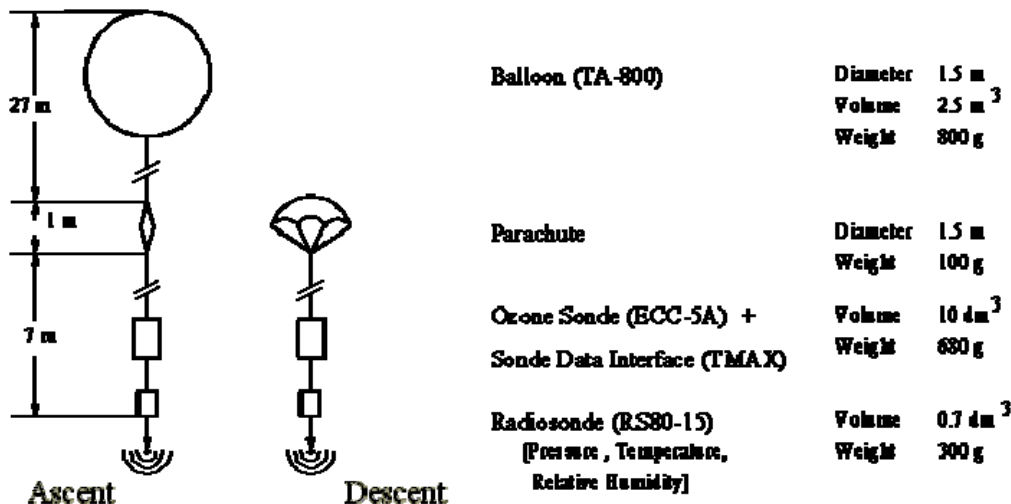 27 m
1 m
7 m
Ascent
Descent
Balloon (TA-800)
Diameter 1.5 m
Volume 2.5 m³
Weight 800 g
Parachute
Diameter 1.5 m
Weight 100 g
Ozone Sonde (ECC-5A) +
Sonde Data Interface (TMAX)
Volume 10 dm³
Weight 680 g
Radiosonde (RS80-15)
[Pressure , Temperature,
Relative Humidity]
Volume 0.7 dm³
Weight 300 g